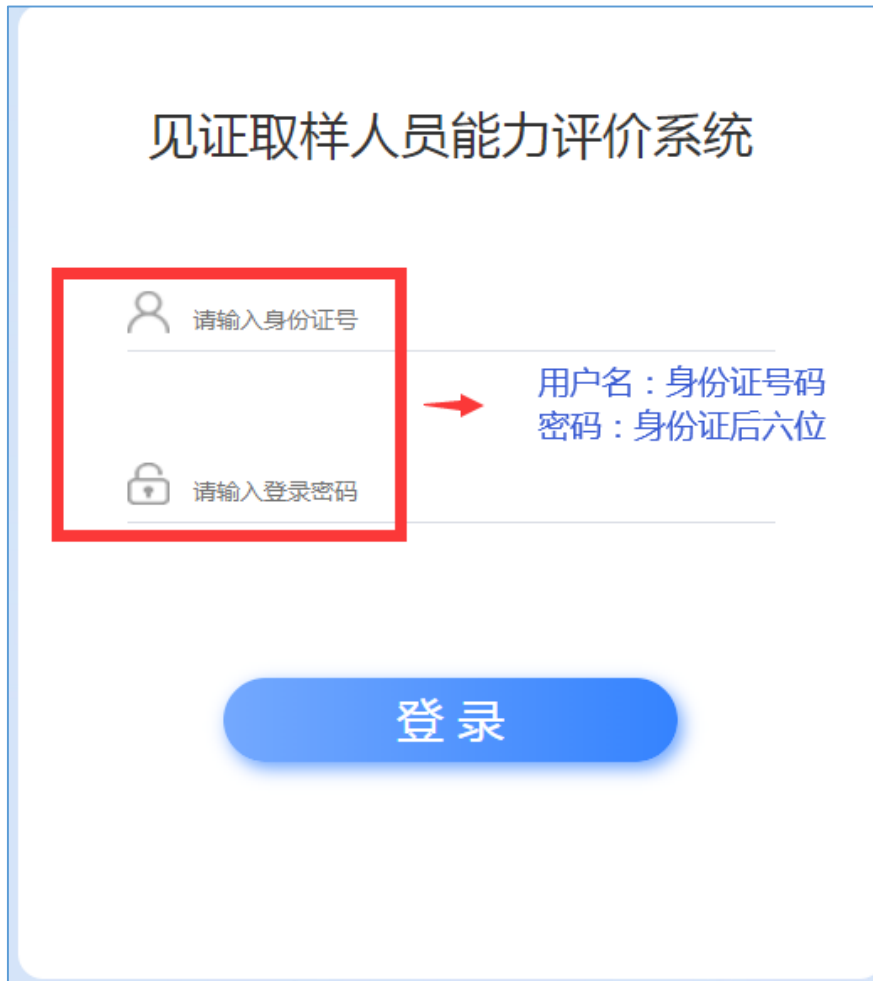 见证取样人员能力评价系统
请输入身份证号
用户名：身份证号码
密码：身份证后六位
请输入登录密码
登录